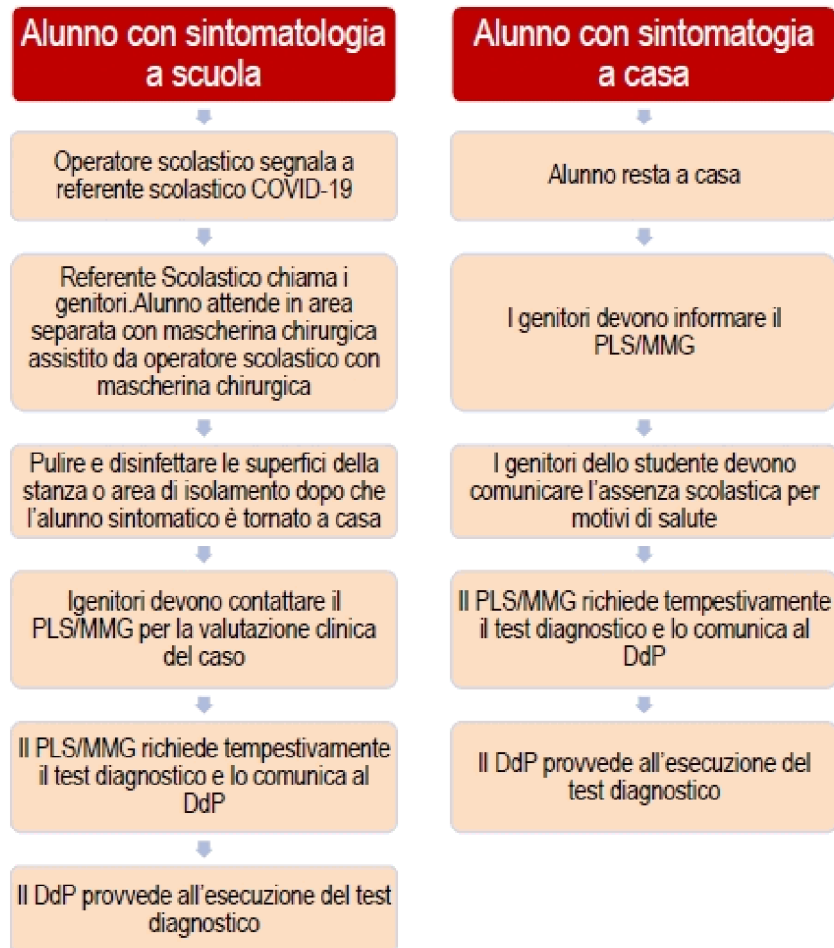 Alunno con sintomatologia
a scuola
Operatore scolastico segnala a
referente scolastico COVID-19
Referente Scolastico chiama i
genitori.Alunno attende in area
separata con mascherina chirurgica
assistito da operatore scolastico con
mascherina chirurgica
Pulire e disinfettare le superfici della
stanza o area di isolamento dopo che
l'alunno sintomatico è tornato a casa
Igenitori devono contattare il
PLS/MMG per la valutazione clinica
del caso
Il PLS/MMG richiede tempestivamente
il test diagnostico e lo comunica al
DdP
Il DdP provvede all'esecuzione del test
diagnostico
Alunno con sintomatogia
a casa
Alunno resta a casa
I genitori devono informare il
PLS/MMG
I genitori dello studente devono
comunicare l'assenza scolastica per
motivi di salute
Il PLS/MMG richiede tempestivamente
il test diagnostico e lo comunica al
DdP
Il DdP provvede all'esecuzione del
test diagnostico